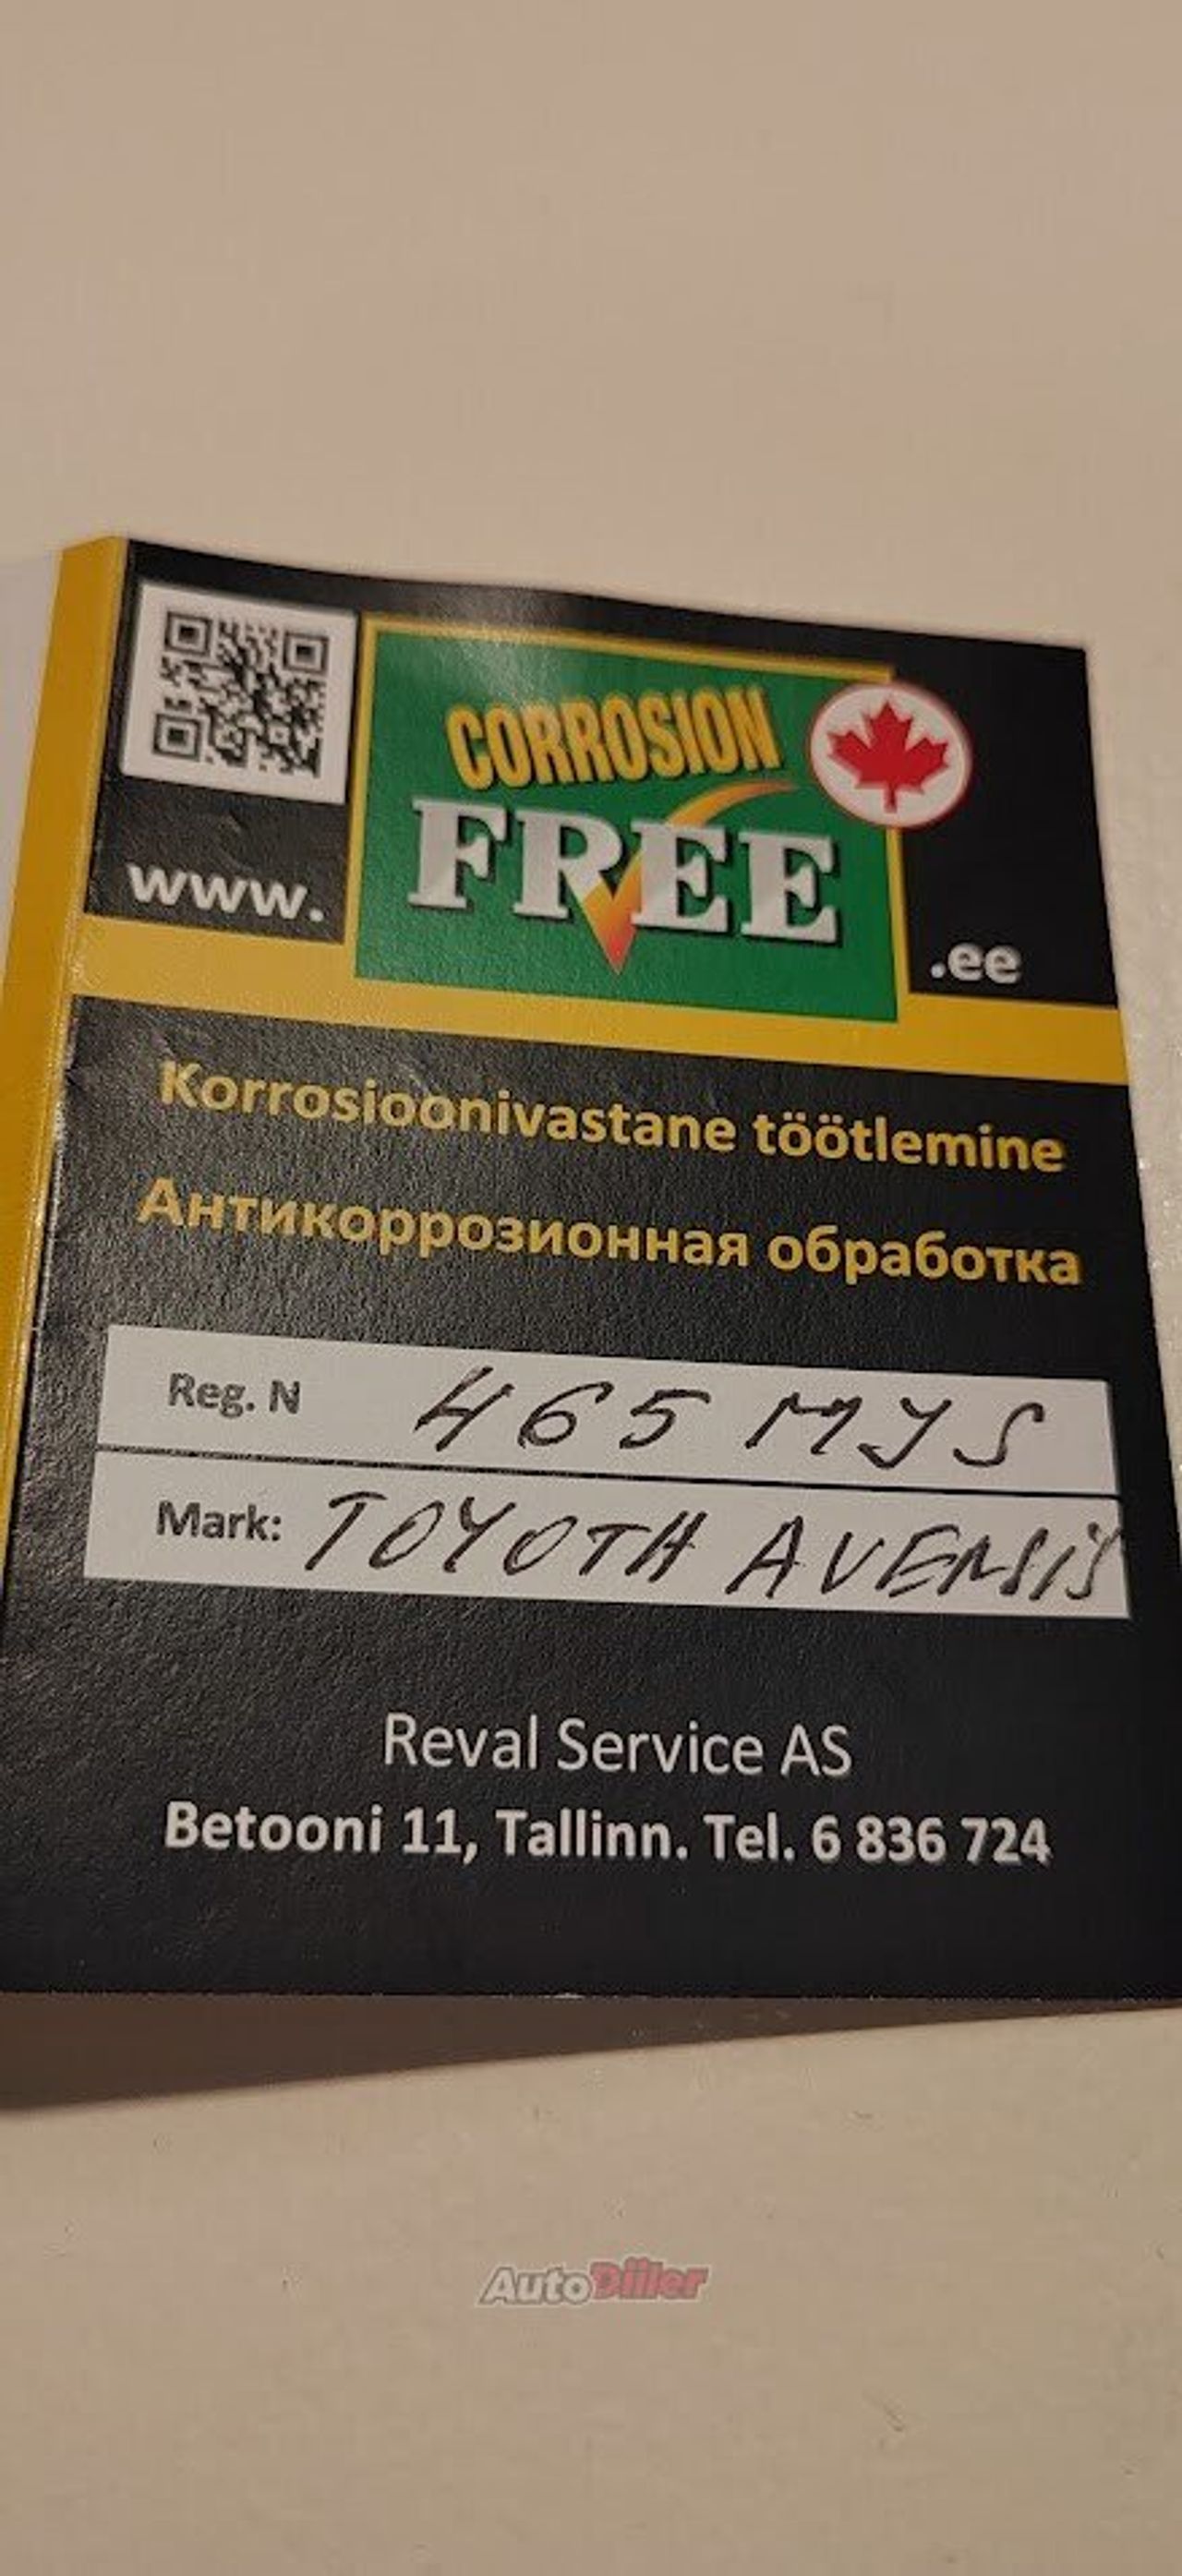 CORROSION
FREE
www.
.ee
Korrosioonivastane töötlemine
Антикоррозионная обработка
Reg. N 465 MYS
Mark: TOYOTA AVENSIS
Reval Service AS
Betooni 11, Tallinn. Tel. 6 836 724
AutoDiiler